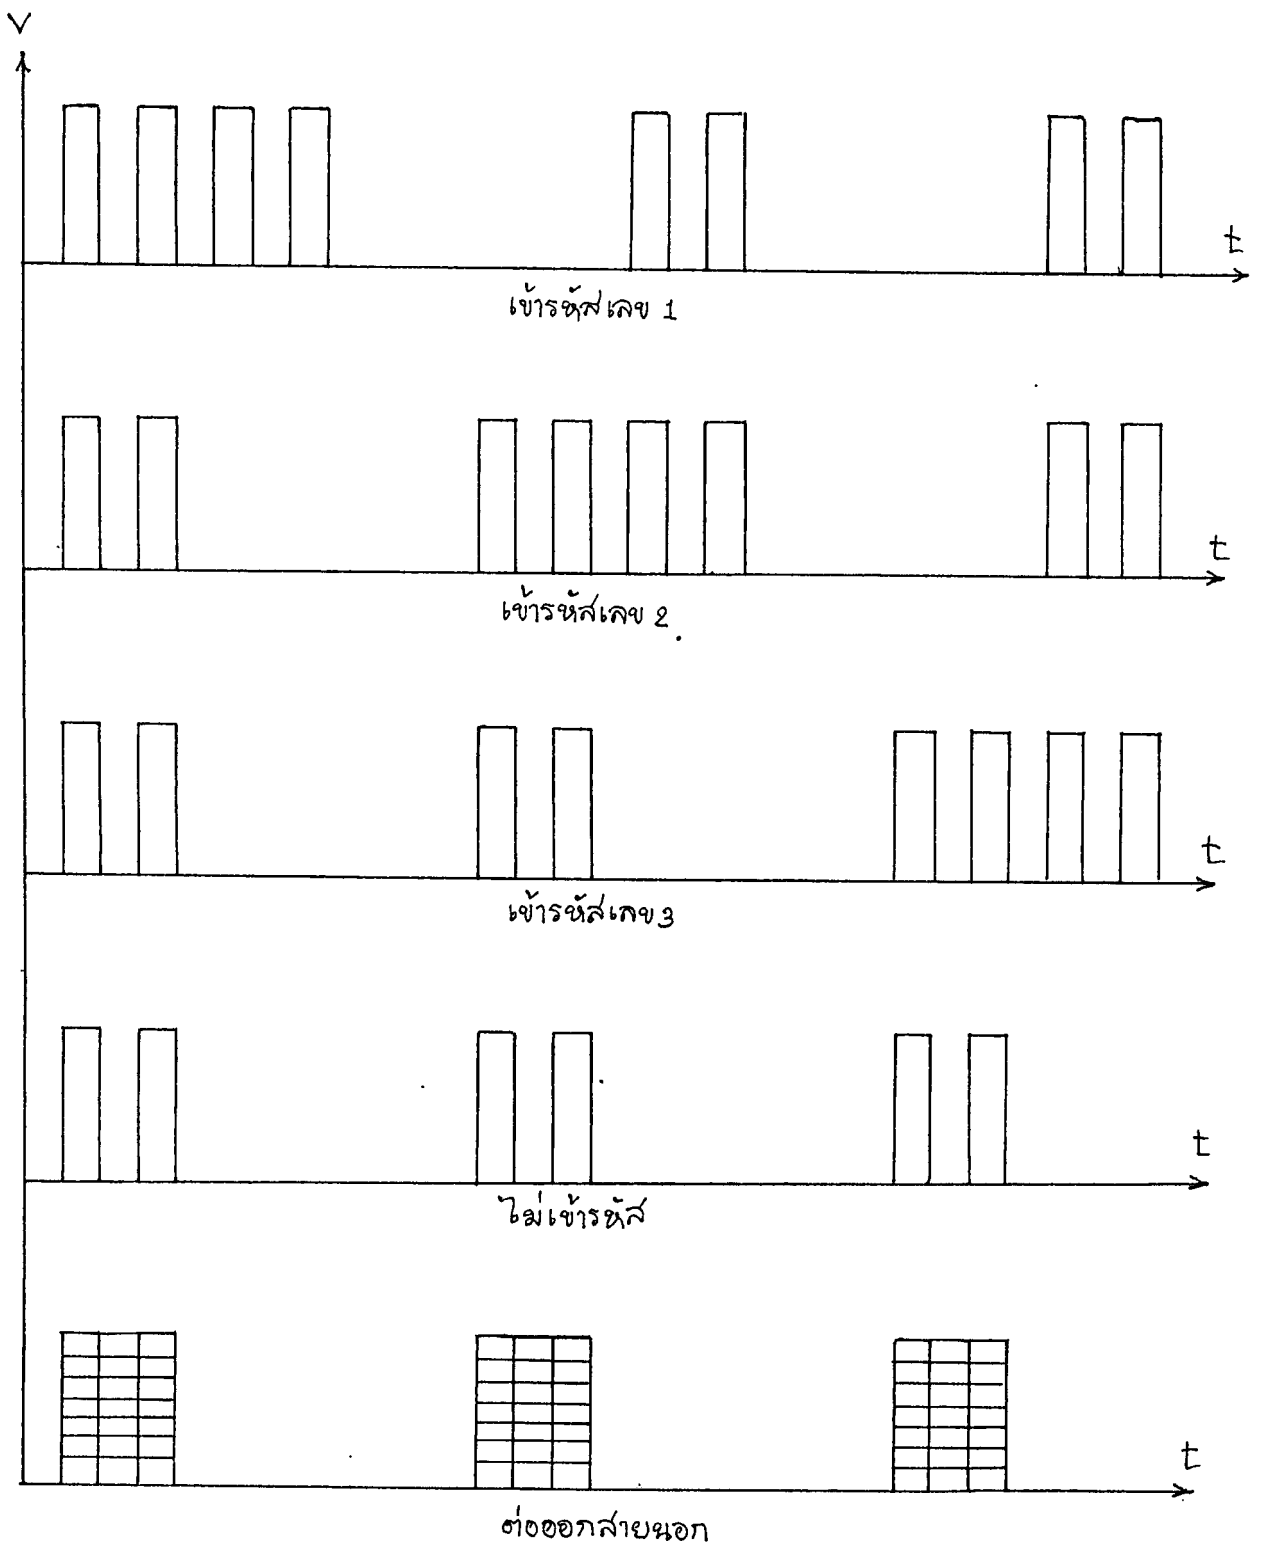 V
t
เข้ารหัสเลข 1
t
เข้ารหัสเลข 2
t
เข้ารหัสเลข 3
t
ไม่เข้ารหัส
t
ต่อออกสายนอก